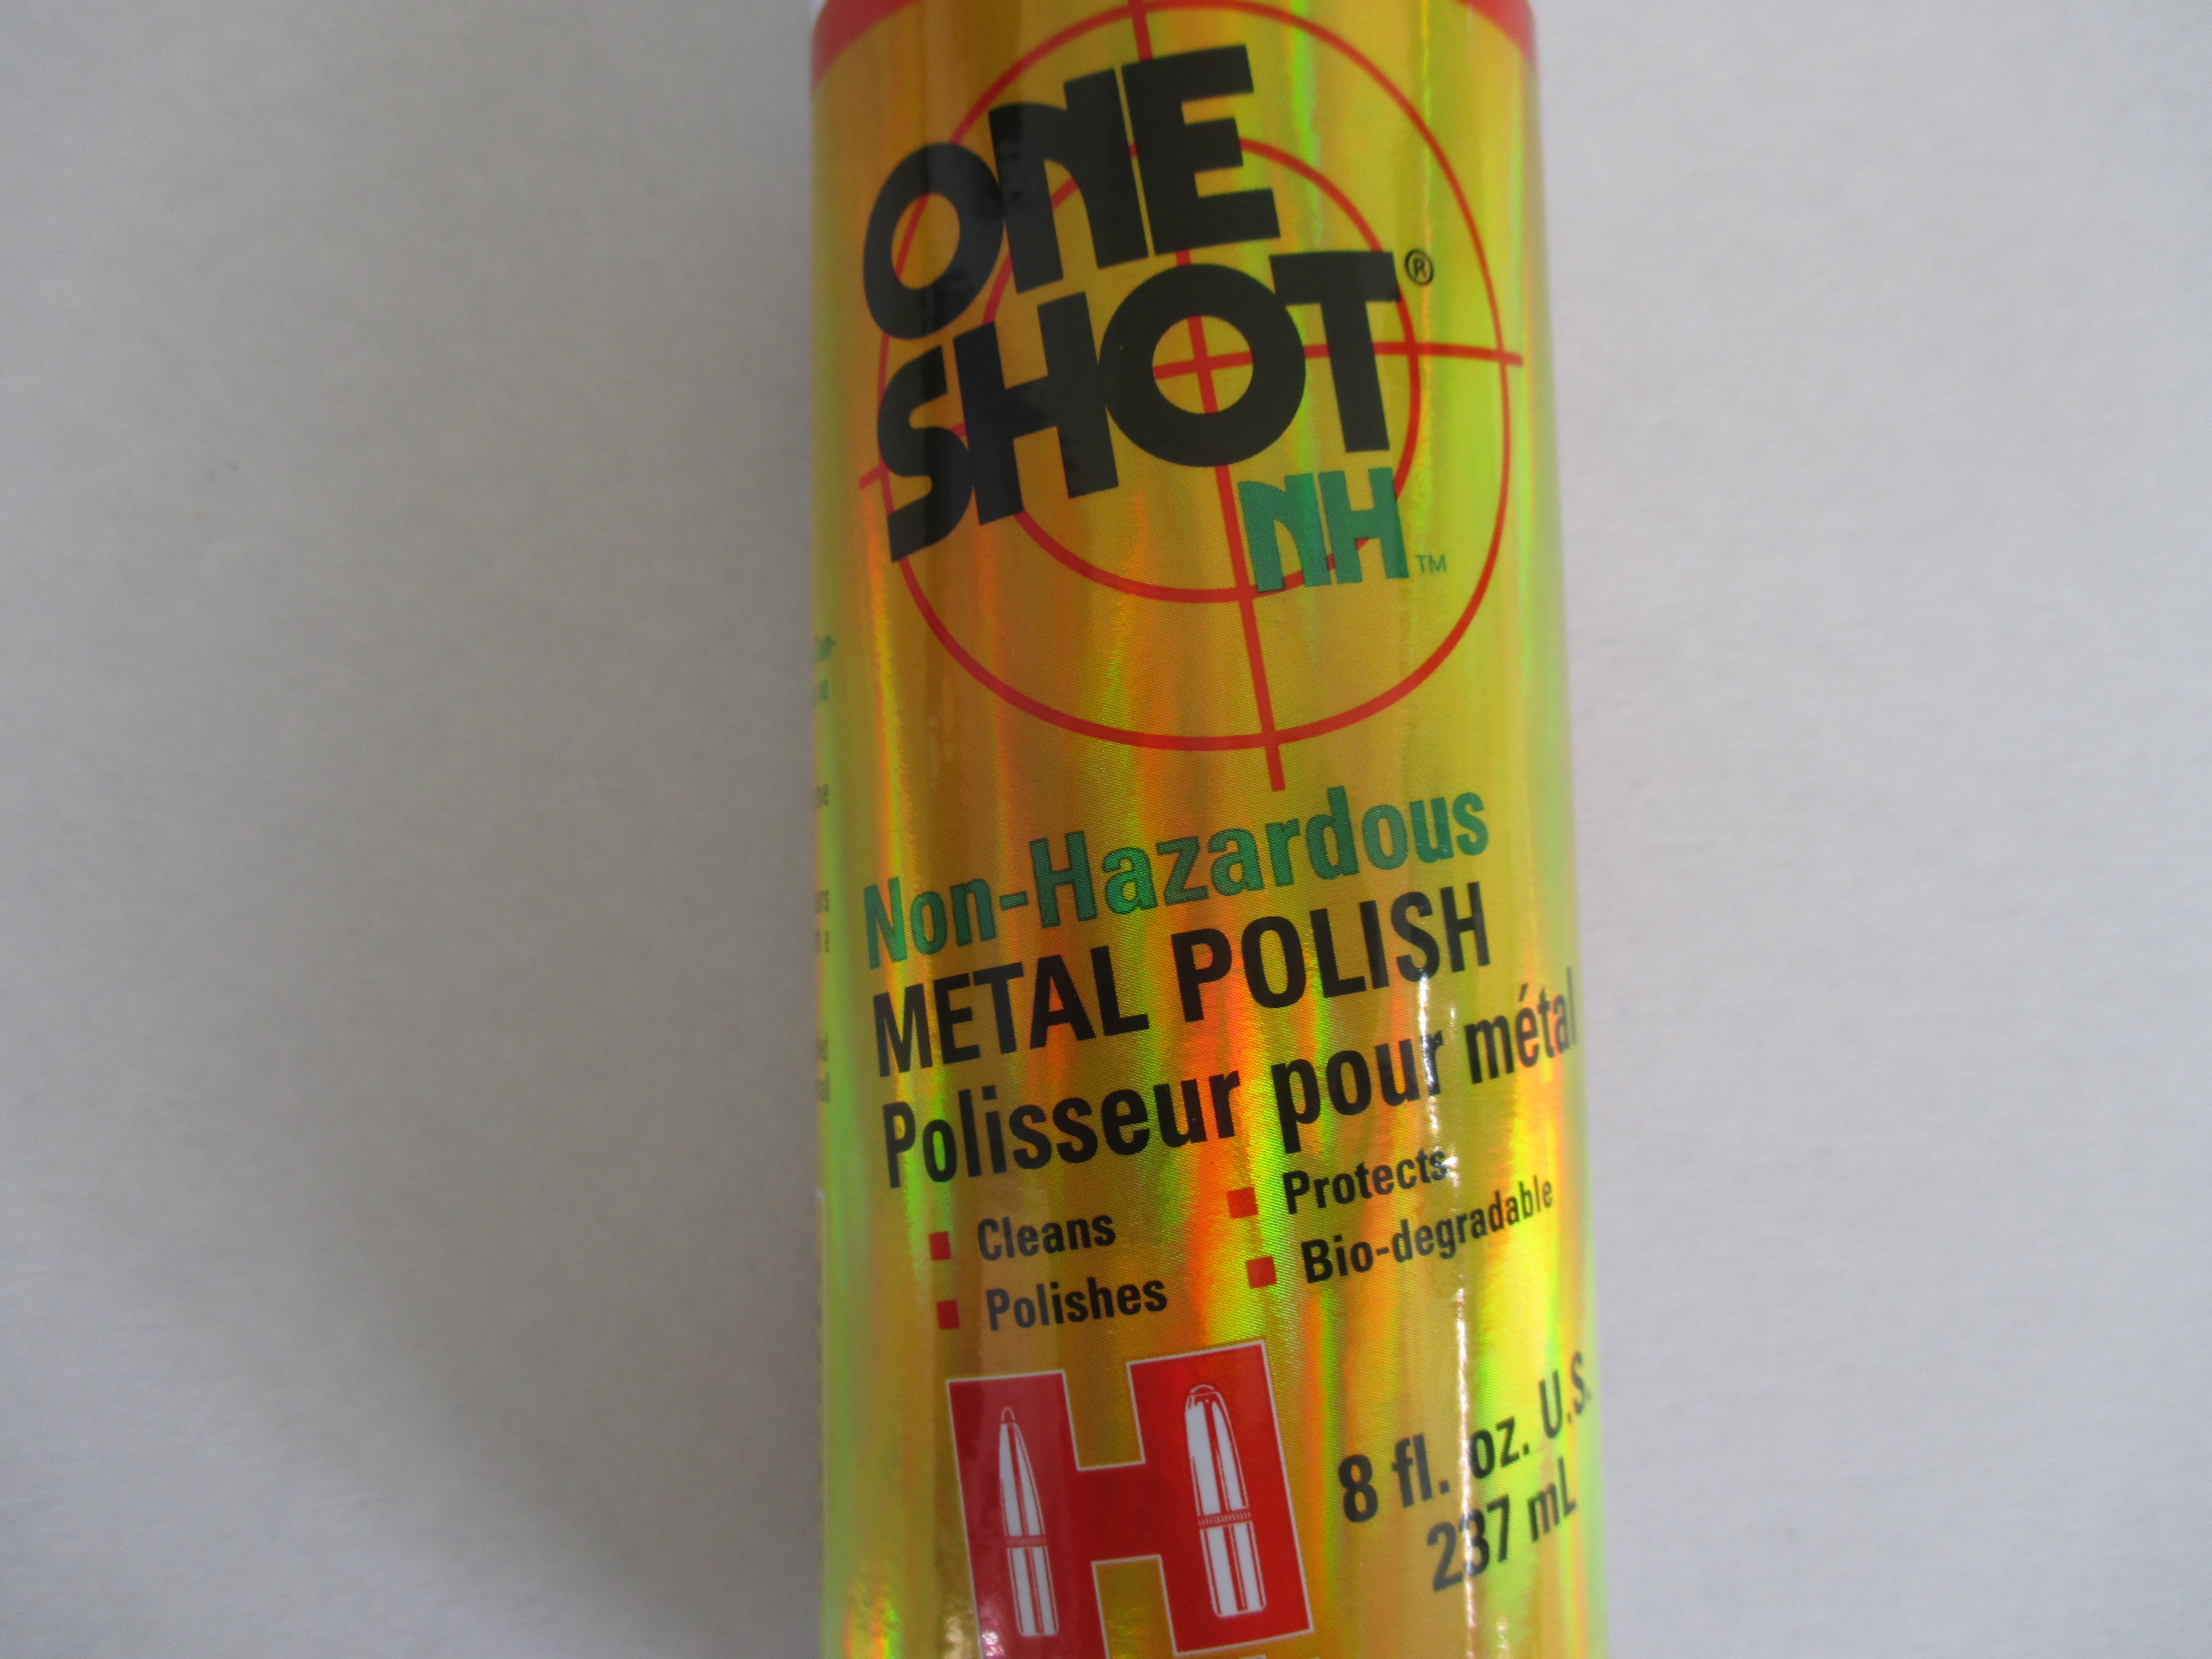 ONE
SHOT®
NH™
Non-Hazardous
METAL POLISH
Polisseur pour métal
Cleans
Polishes
Protects
Bio-degradable
H
8 fl. oz. U.S.
237 mL